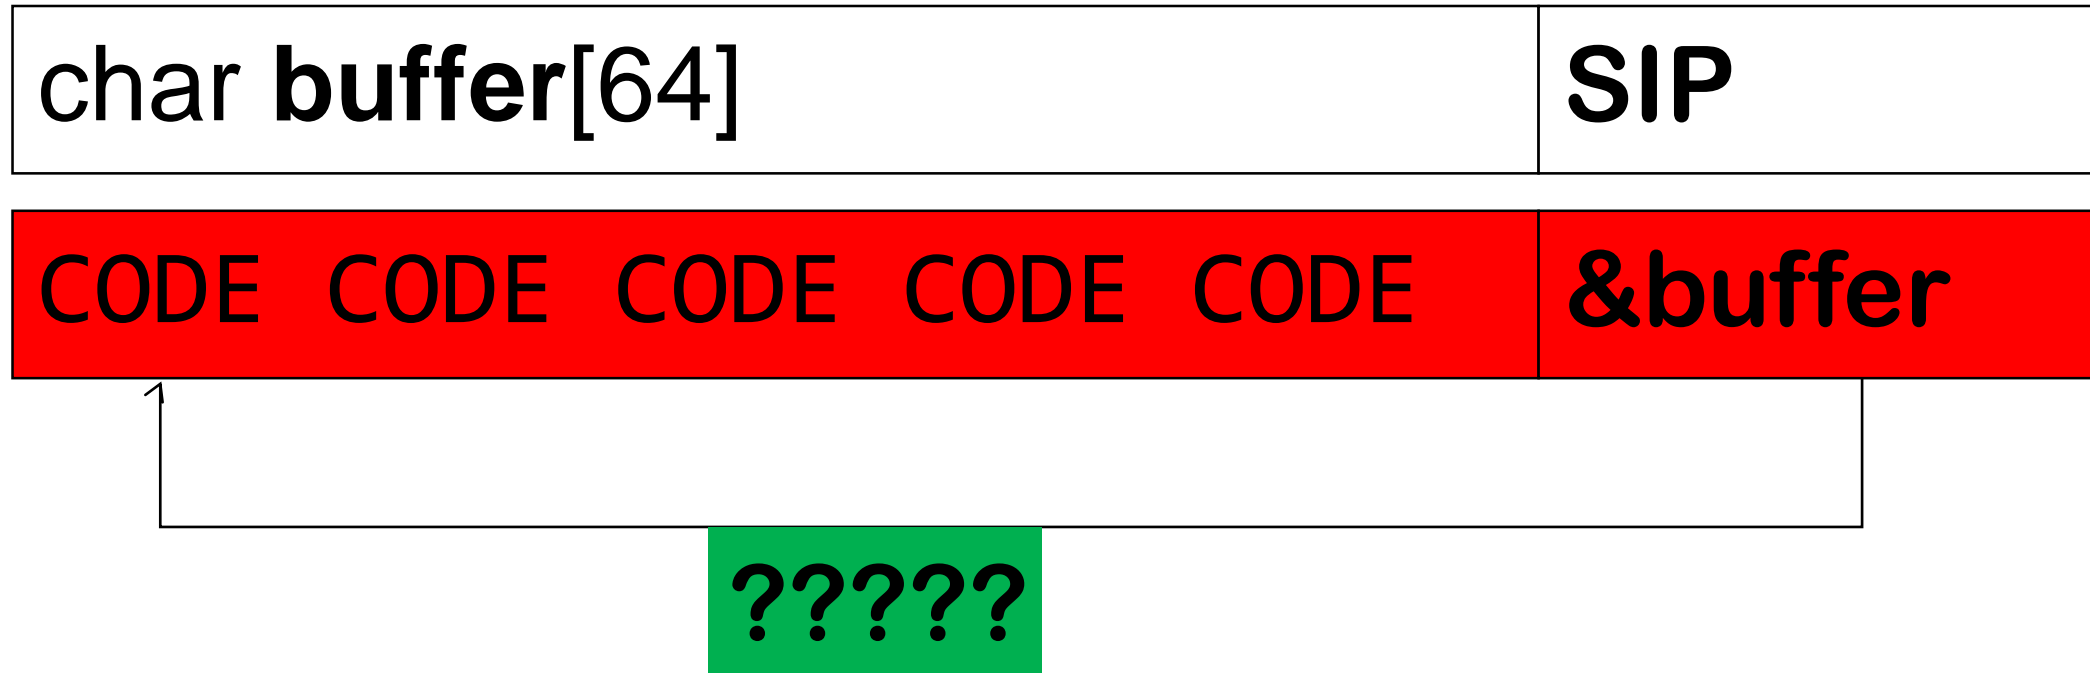 char buffer[64] SIP
CODE CODE CODE CODE CODE &buffer
?????